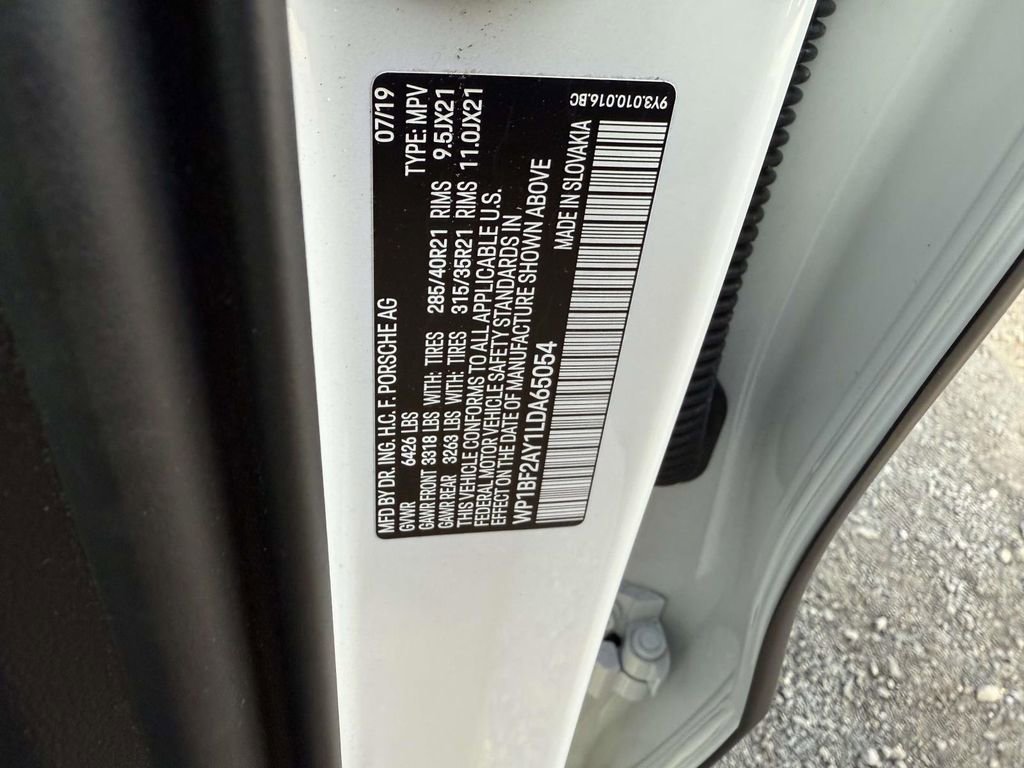 MFD BY DR. ING. H.C. F. PORSCHE AG 07/19
GVWR 6426 LBS TYPE: MPV
GAWR FRONT 3318 LBS WITH: TIRES 285/40R21 RIMS 9.5JX21
GAWR REAR 3263 LBS WITH: TIRES 315/35R21 RIMS 11.0JX21
THIS VEHICLE CONFORMS TO ALL APPLICABLE U.S.
FEDERAL MOTOR VEHICLE SAFETY STANDARDS IN
EFFECT ON THE DATE OF MANUFACTURE SHOWN ABOVE
WP1BF2AY1LDA65054 MADE IN SLOVAKIA
9Y3.010.016.BC